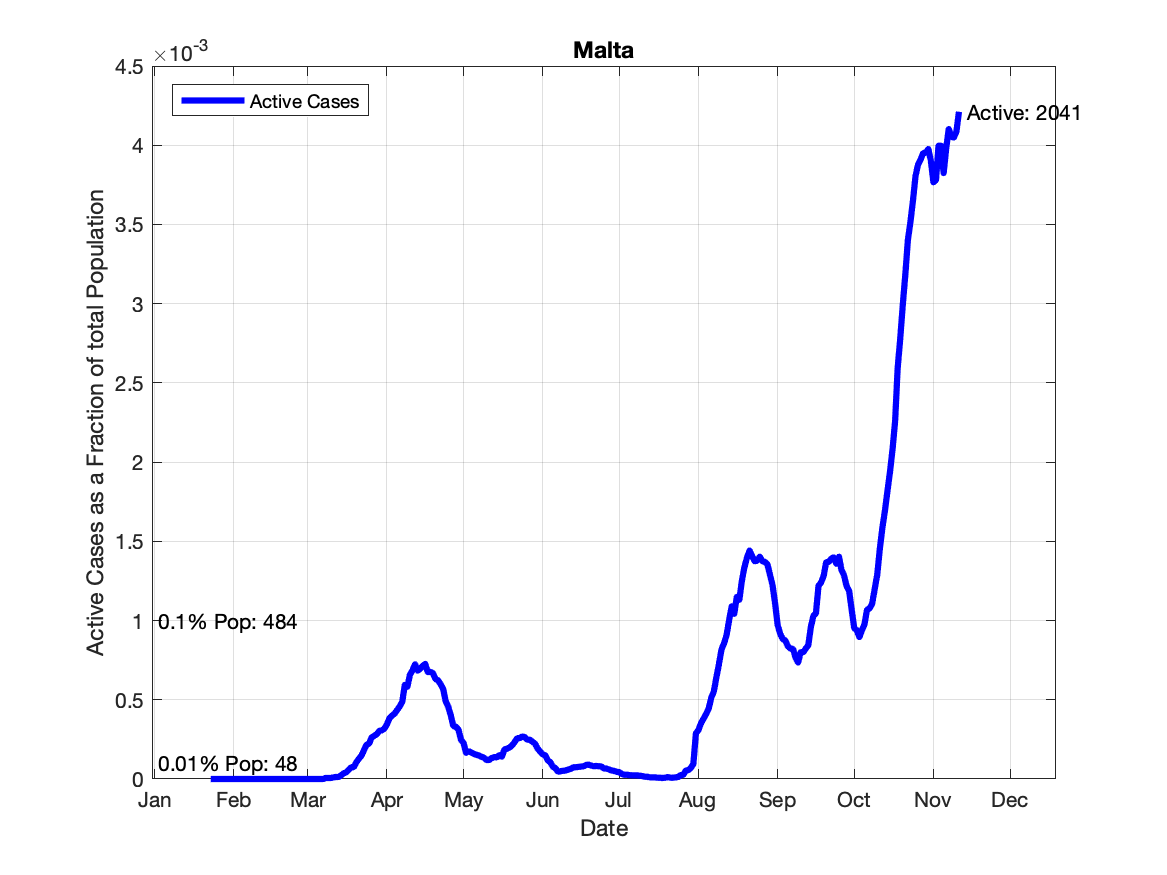 Malta
×10-3
4.5
4
3.5
3
2.5
2
1.5
1
0.5
0
Active Cases as a Fraction of total Population
Active Cases
Active: 2041
0.1% Pop: 484
0.01% Pop: 48
Jan Feb Mar Apr May Jun Jul Aug Sep Oct Nov Dec
Date